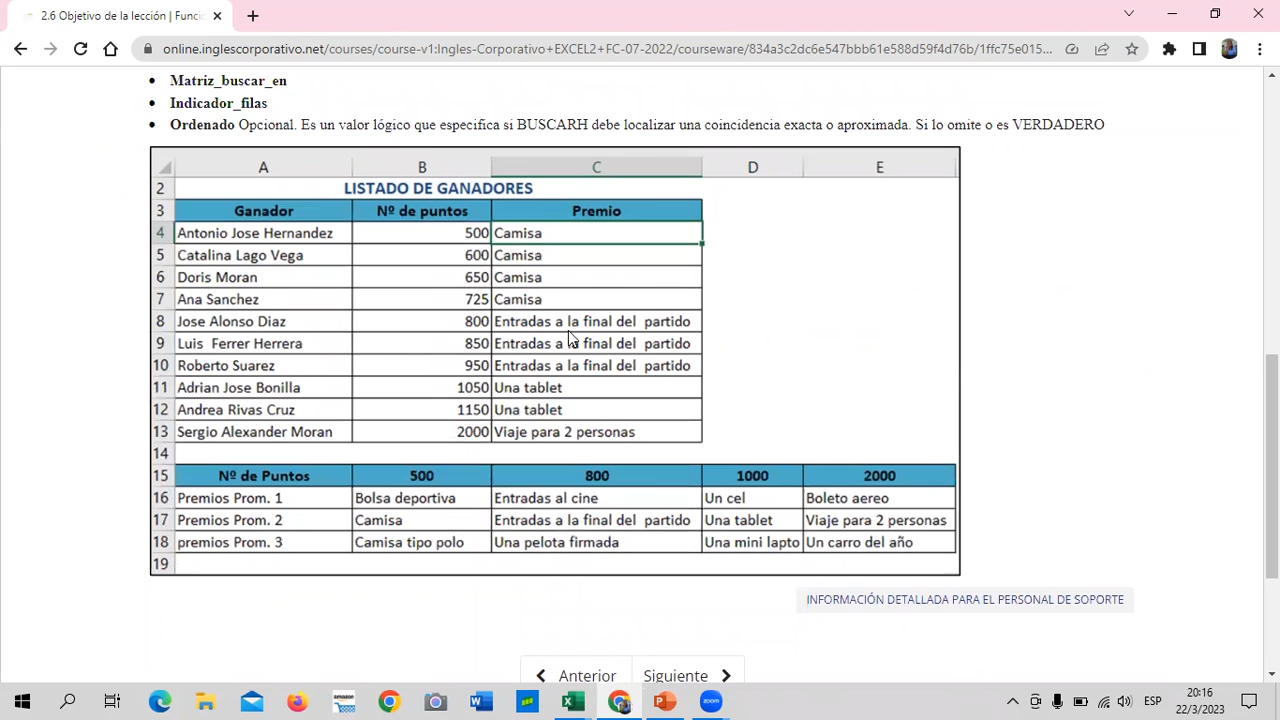 2.6 Objetivo de la lección | Funci
online.inglescorporativo.net/courses/course-v1:Ingles-Corporativo+EXCEL2+FC-07-2022/courseware/834a3c2dc6e547bbb61e588d59f4d76b/1ffc75e015...
• Matriz_buscar_en
• Indicador_filas
• Ordenado Opcional. Es un valor lógico que especifica si BUSCARH debe localizar una coincidencia exacta o aproximada. Si lo omite o es VERDADERO
A B C D E
2 LISTADO DE GANADORES
3 Ganador Nº de puntos Premio
4 Antonio Jose Hernandez 500 Camisa
5 Catalina Lago Vega 600 Camisa
6 Doris Moran 650 Camisa
7 Ana Sanchez 725 Camisa
8 Jose Alonso Diaz 800 Entradas a la final del partido
9 Luis Ferrer Herrera 850 Entradas a la final del partido
10 Roberto Suarez 950 Entradas a la final del partido
11 Adrian Jose Bonilla 1050 Una tablet
12 Andrea Rivas Cruz 1150 Una tablet
13 Sergio Alexander Moran 2000 Viaje para 2 personas
14
15 Nº de Puntos 500 800 1000 2000
16 Premios Prom. 1 Bolsa deportiva Entradas al cine Un cel Boleto aereo
17 Premios Prom. 2 Camisa Entradas a la final del partido Una tablet Viaje para 2 personas
18 premios Prom. 3 Camisa tipo polo Una pelota firmada Una mini lapto Un carro del año
19
INFORMACIÓN DETALLADA PARA EL PERSONAL DE SOPORTE
Anterior Siguiente
amazon
ESP
20:16
22/3/2023